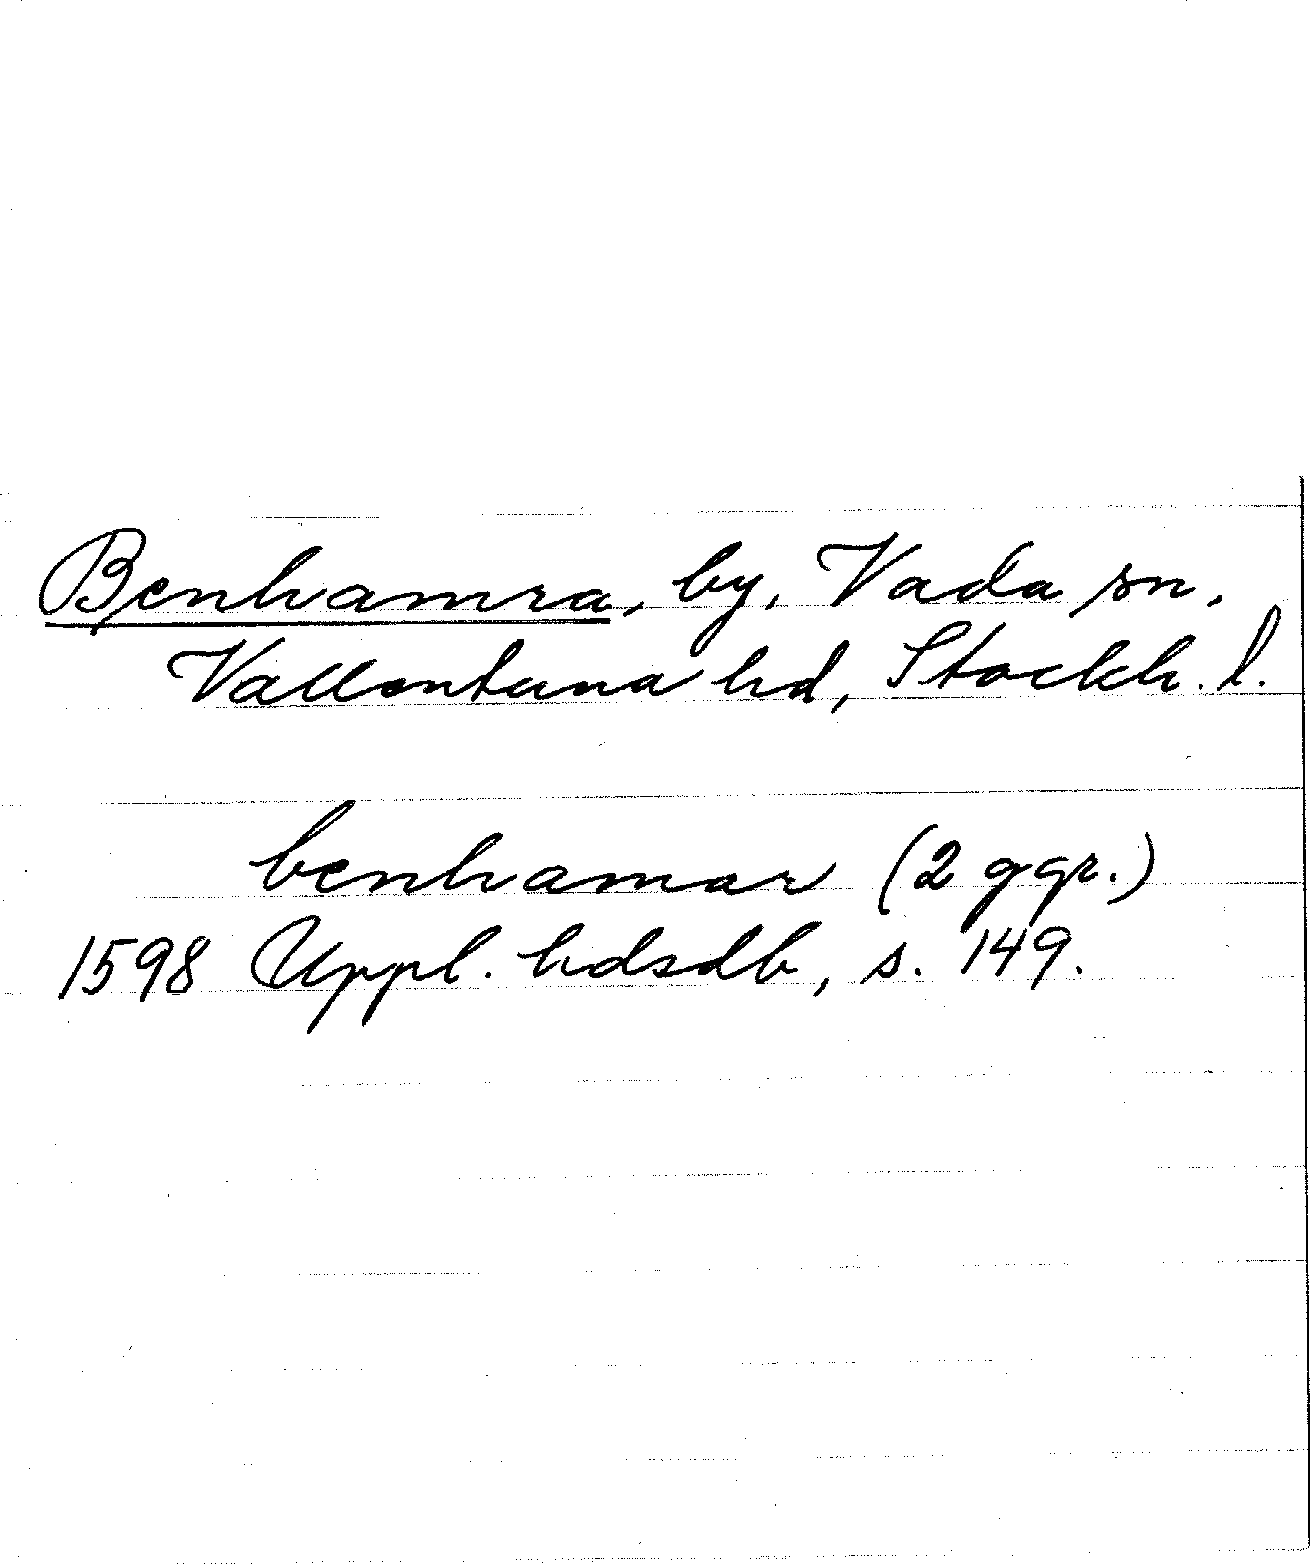 Benhamra, by, Vada sn,
Vallentuna hd, Stockh. l.
benhamar (2 ggr.)
1598 Uppl. hdsdb, s. 149.